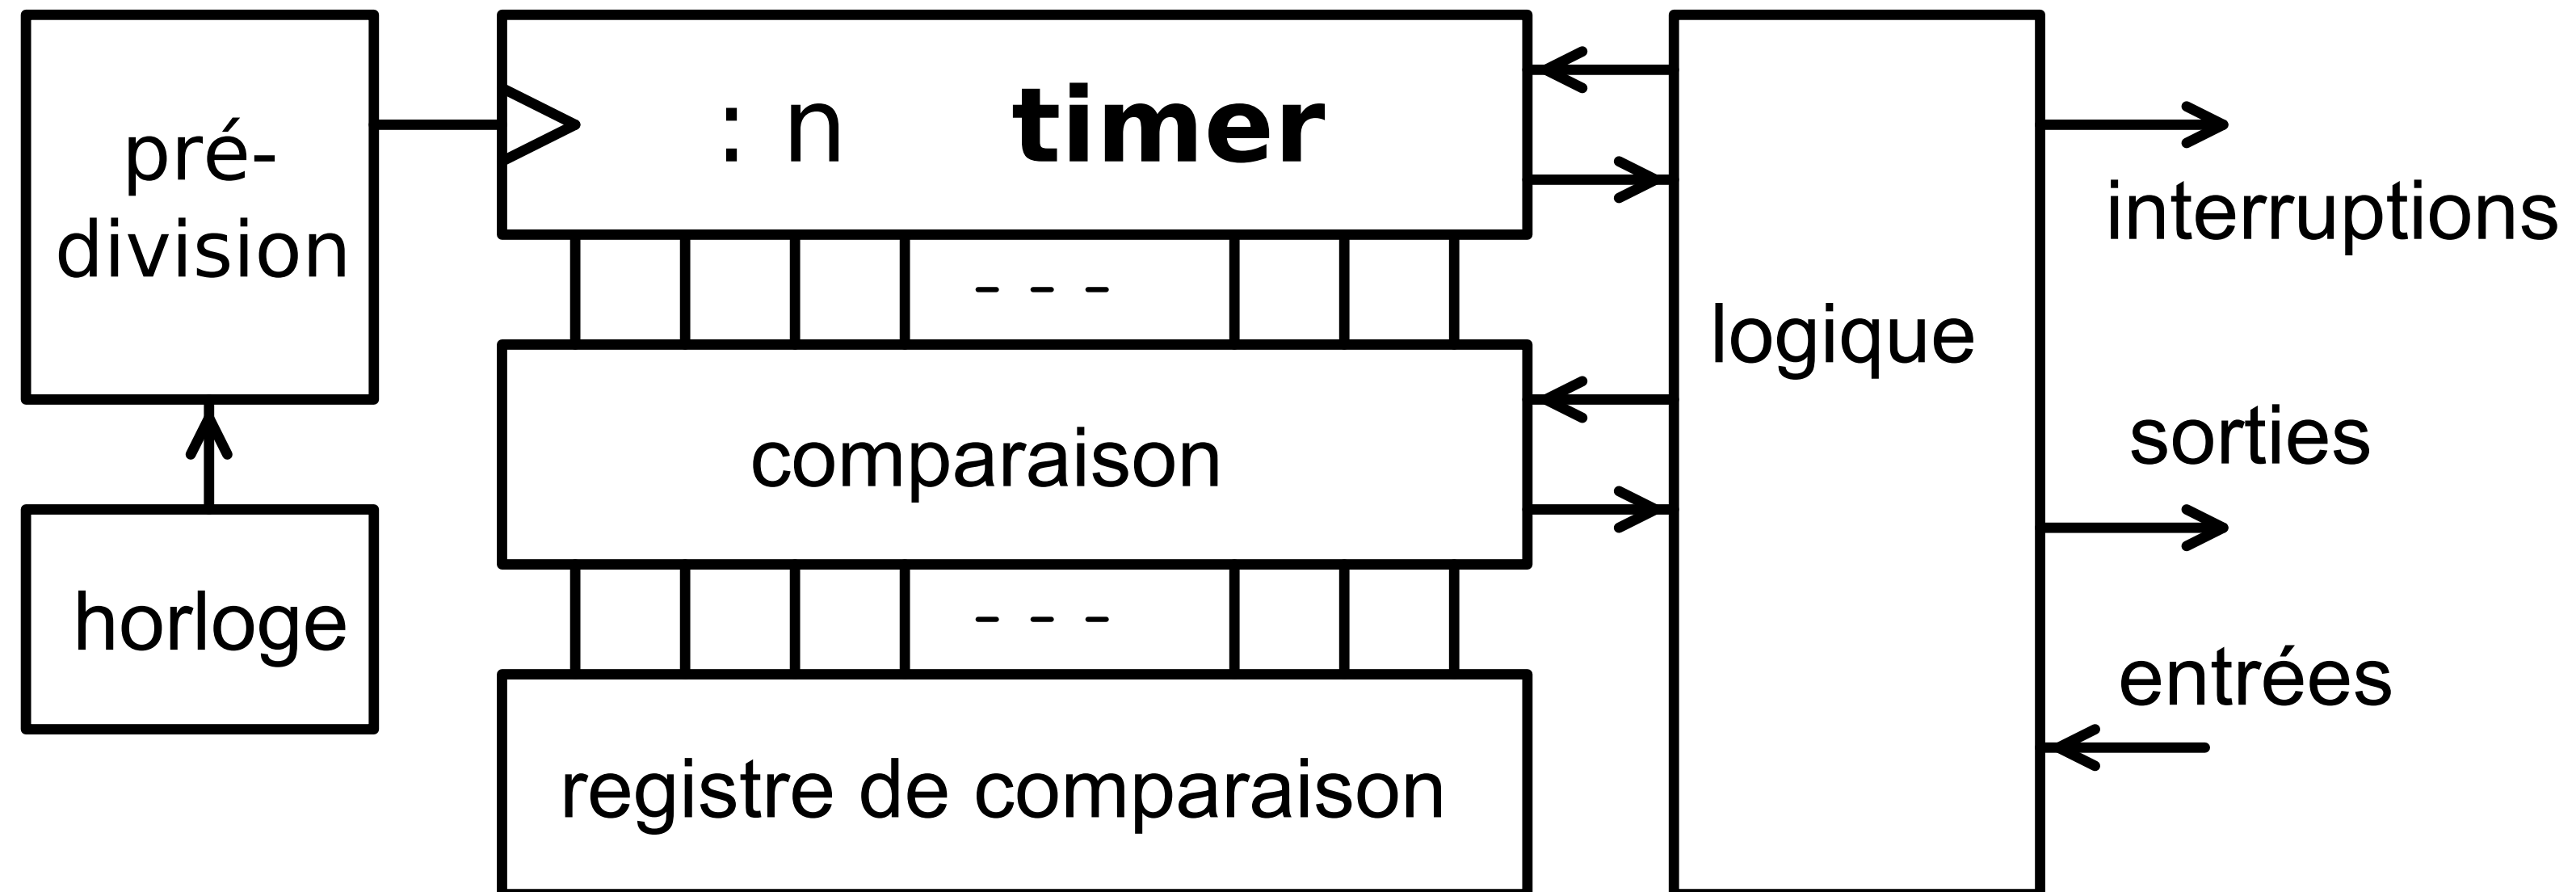 pré-
division
: n timer
logique
interruptions
comparaison
sorties
horloge
entrées
registre de comparaison